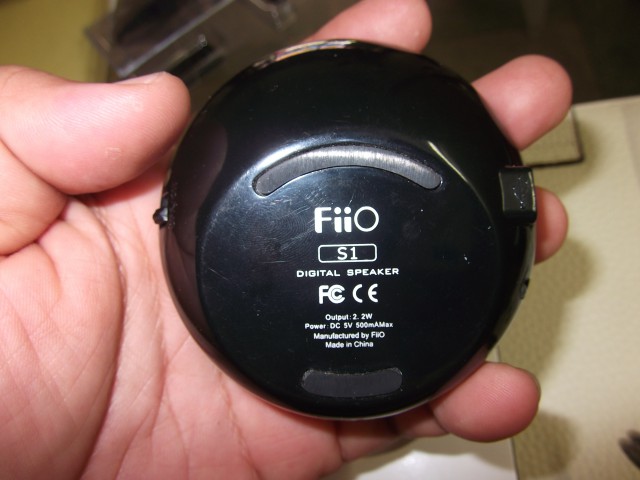 FiiO
S1
DIGITAL SPEAKER
FC CE
Output: 2. 2W
Power: DC 5V 500mAMax
Manufactured by FiiO
Made in China